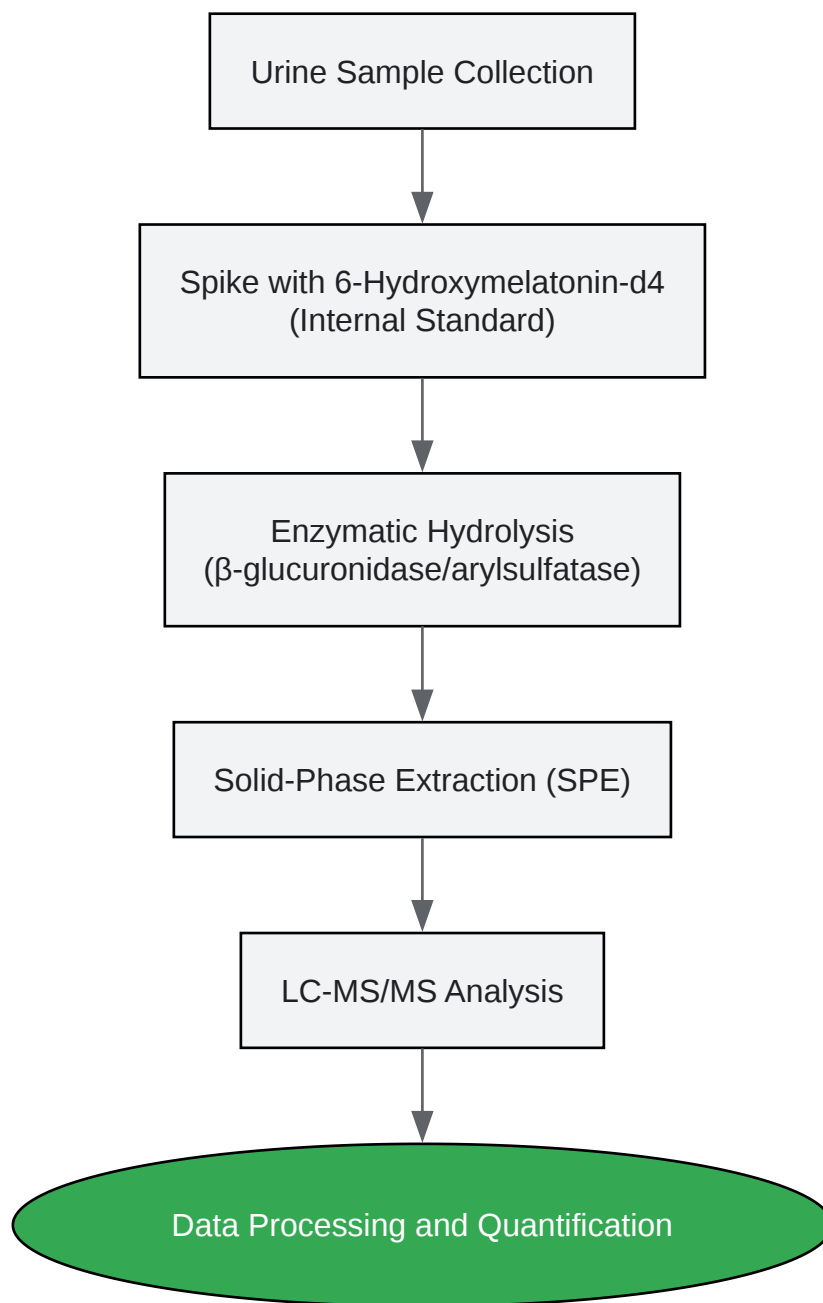 Urine Sample Collection
Spike with 6-Hydroxymelatonin-d4
(Internal Standard)
Enzymatic Hydrolysis
(β-glucuronidase/arylsulfatase)
Solid-Phase Extraction (SPE)
LC-MS/MS Analysis
Data Processing and Quantification